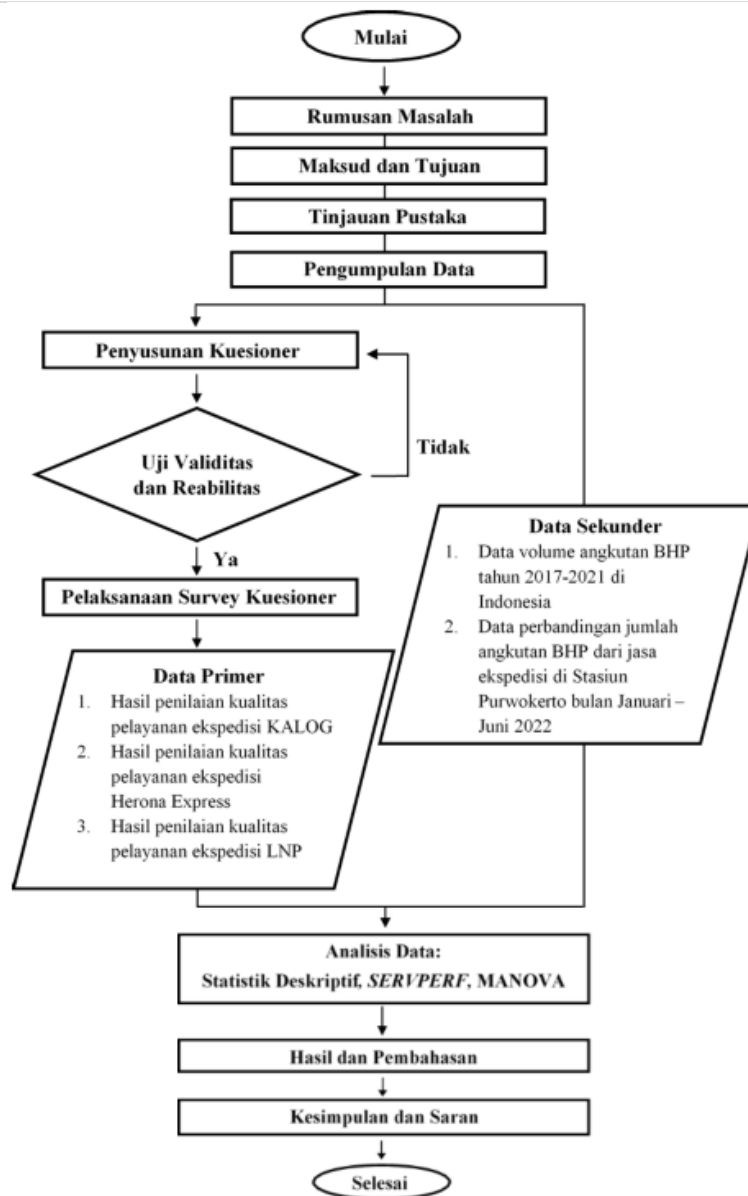 Mulai
Rumusan Masalah
Maksud dan Tujuan
Tinjauan Pustaka
Pengumpulan Data
Penyusunan Kuesioner
Uji Validitas
dan Reabilitas
Tidak
Ya
Pelaksanaan Survey Kuesioner
Data Primer
1. Hasil penilaian kualitas
pelayanan ekspedisi KALOG
2. Hasil penilaian kualitas
pelayanan ekspedisi
Herona Express
3. Hasil penilaian kualitas
pelayanan ekspedisi LNP
Data Sekunder
1. Data volume angkutan BHP
tahun 2017-2021 di
Indonesia
2. Data perbandingan jumlah
angkutan BHP dari jasa
ekspedisi di Stasiun
Purwokerto bulan Januari –
Juni 2022
Analisis Data:
Statistik Deskriptif, SERVPERF, MANOVA
Hasil dan Pembahasan
Kesimpulan dan Saran
Selesai